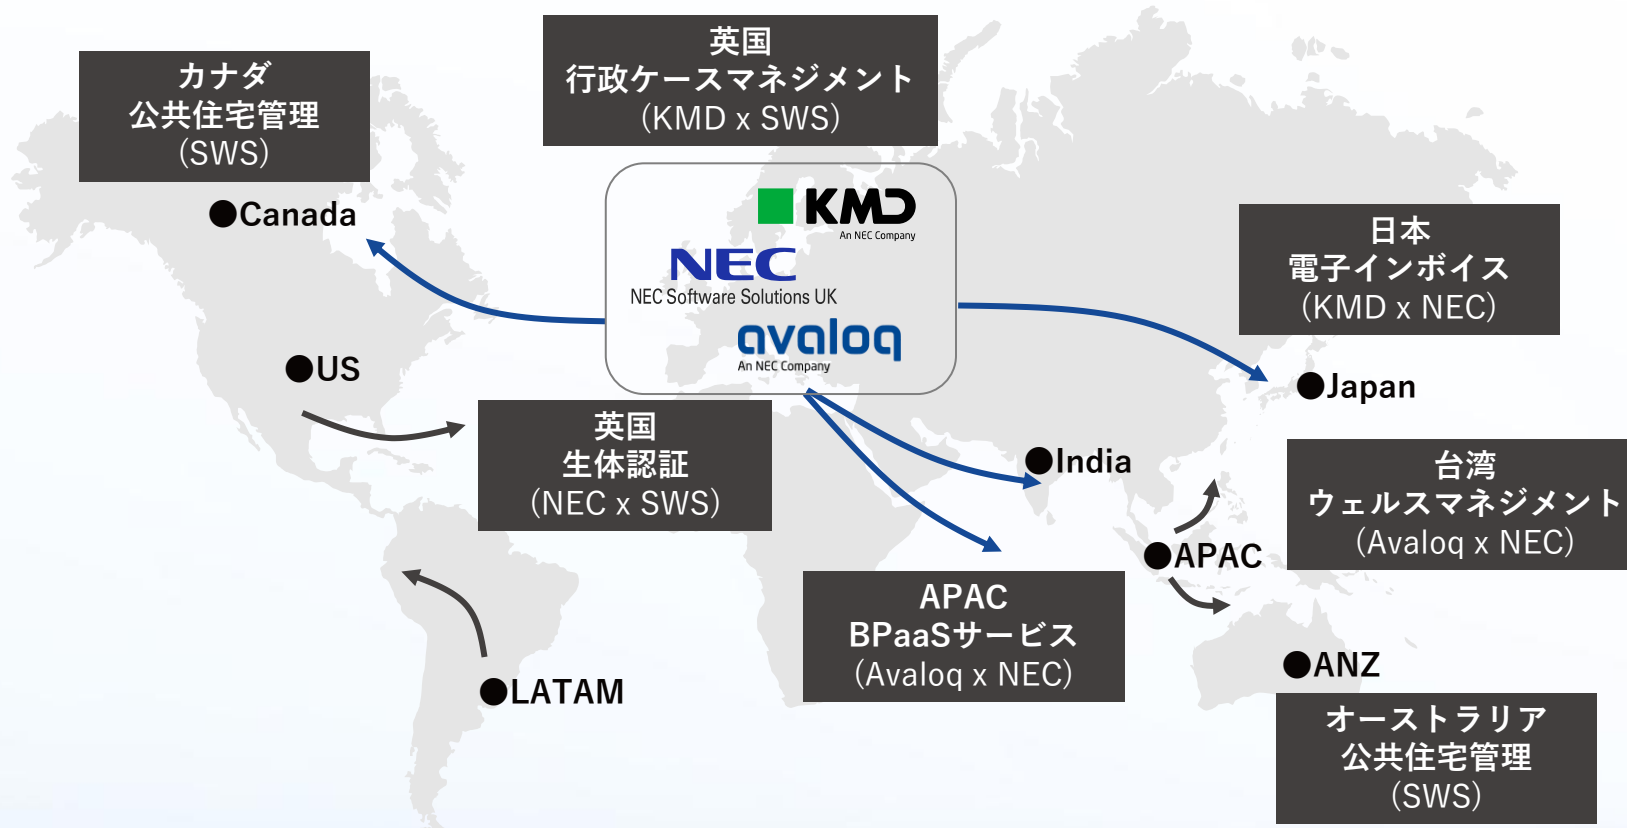 英国
行政ケースマネジメント
(KMD x SWS)
カナダ
公共住宅管理
(SWS)
●Canada
KMD
An NEC Company
NEC
NEC Software Solutions UK
avaloq
An NEC Company
日本
電子インボイス
(KMD x NEC)
●US
●Japan
英国
生体認証
(NEC x SWS)
●India
台湾
ウェルスマネジメント
(Avaloq x NEC)
●APAC
APAC
BPaaSサービス
(Avaloq x NEC)
●LATAM
●ANZ
オーストラリア
公共住宅管理
(SWS)